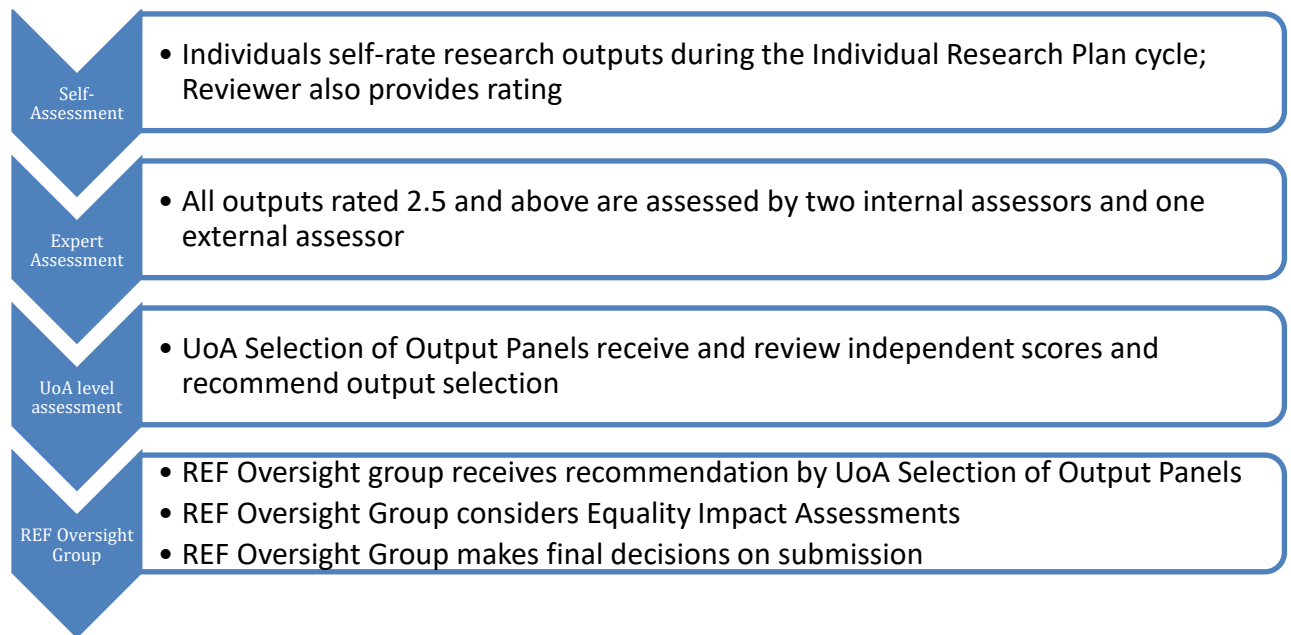 Self-
Assessment
• Individuals self-rate research outputs during the Individual Research Plan cycle;
Reviewer also provides rating
Expert
Assessment
• All outputs rated 2.5 and above are assessed by two internal assessors and one
external assessor
UoA level
assessment
• UoA Selection of Output Panels receive and review independent scores and
recommend output selection
REF Oversight
Group
• REF Oversight group receives recommendation by UoA Selection of Output Panels
• REF Oversight Group considers Equality Impact Assessments
• REF Oversight Group makes final decisions on submission